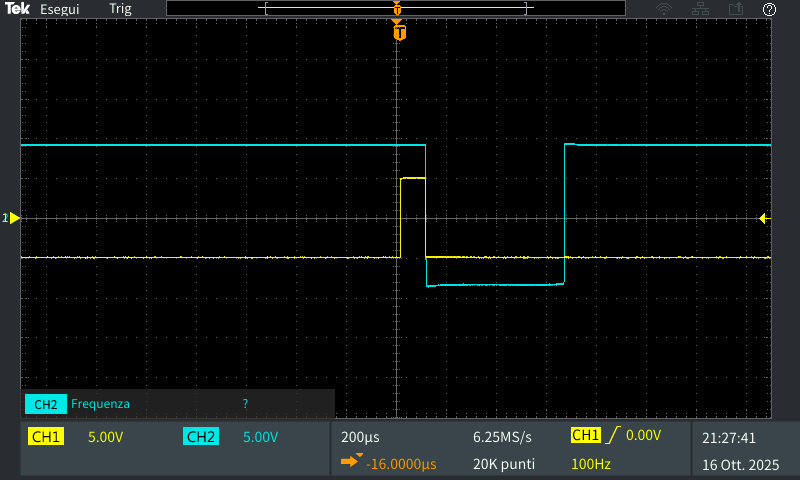 Tek Esegui Trig
T
T
CH2 Frequenza ?
CH1 5.00V CH2 5.00V 200µs 6.25MS/s CH1 0.00V 21:27:41
-16.0000µs 20K punti 100Hz 16 Ott. 2025